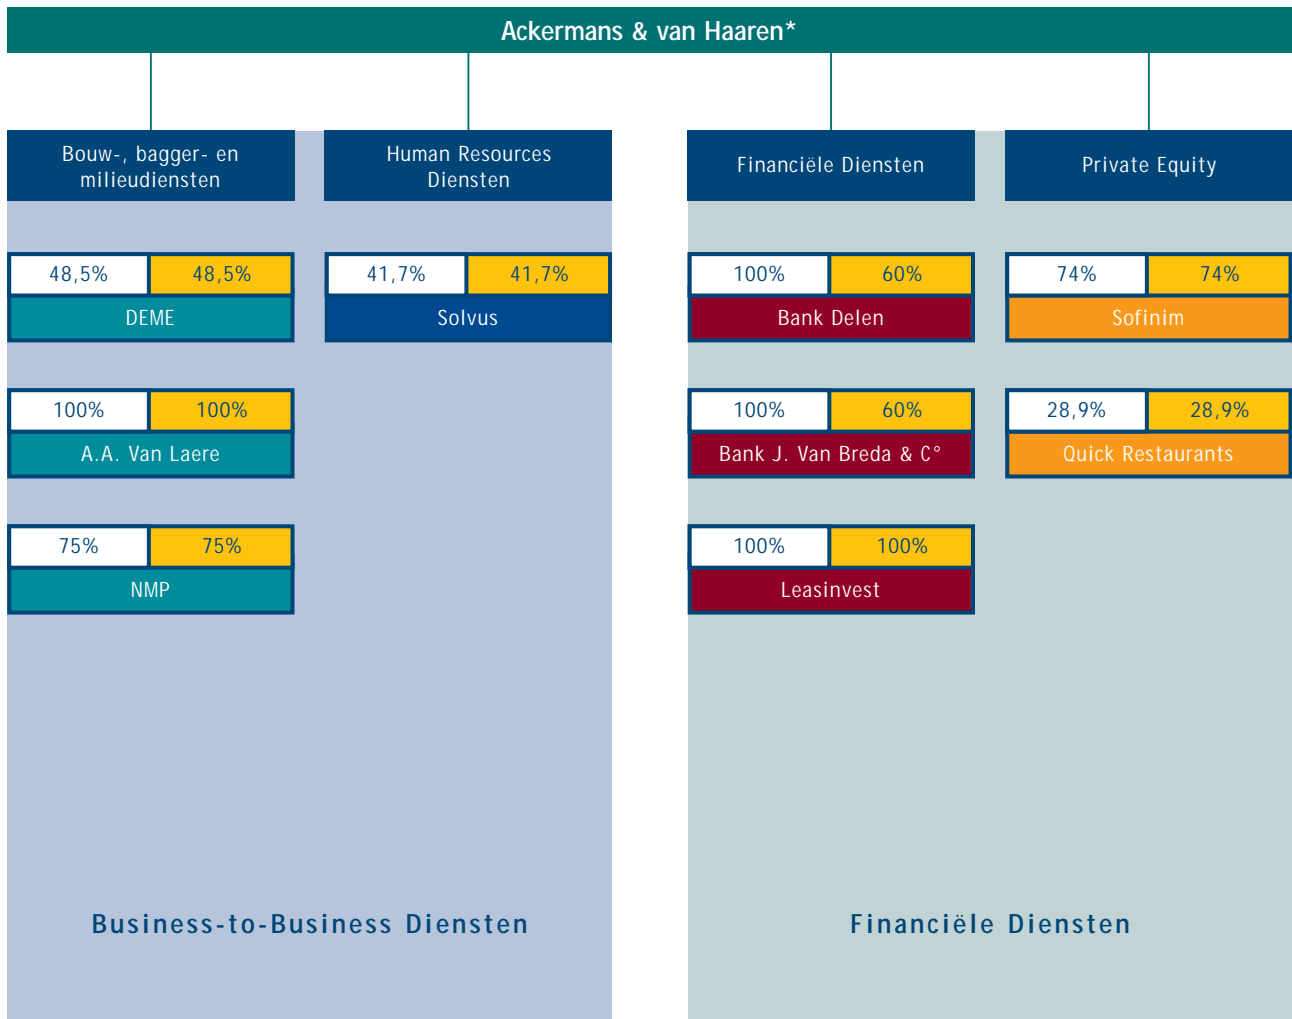 Ackermans & van Haaren*
Bouw-, bagger- en
milieudiensten
48,5% 48,5%
DEME
100% 100%
A.A. Van Laere
75% 75%
NMP
Human Resources
Diensten
41,7% 41,7%
Solvus
Business-to-Business Diensten
Financiële Diensten
100% 60%
Bank Delen
100% 60%
Bank J. Van Breda & C°
100% 100%
Leasinvest
Private Equity
74% 74%
Sofinim
28,9% 28,9%
Quick Restaurants
Financiële Diensten